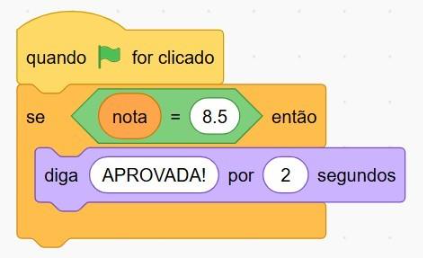 quando for clicado
se nota = 8.5 então
diga APROVADA! por 2 segundos